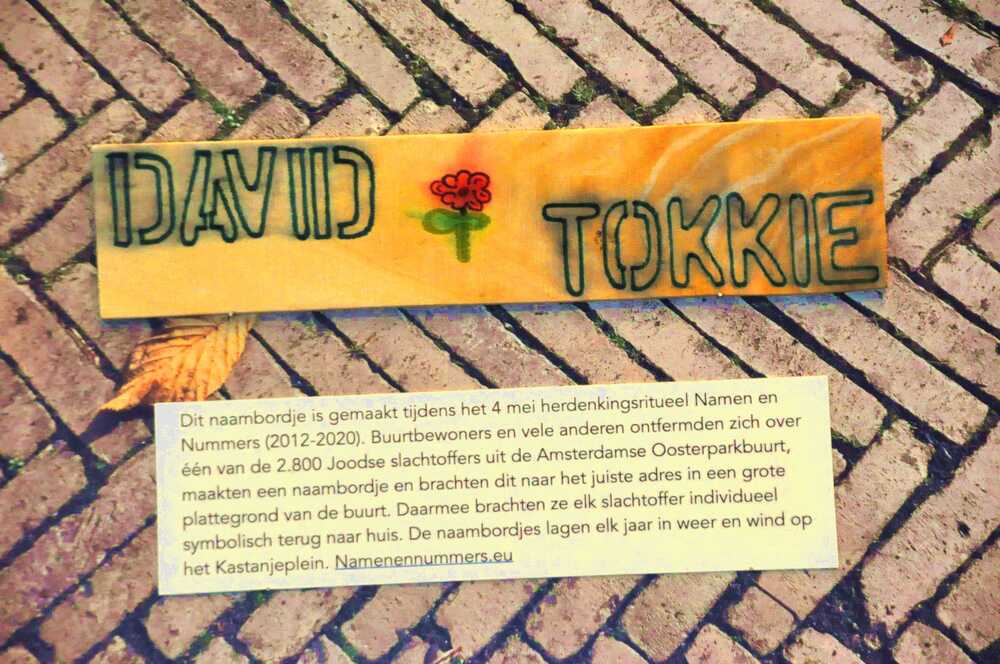 DAVID TOKKIE
Dit naambordje is gemaakt tijdens het 4 mei herdenkingsritueel Namen en
Nummers (2012-2020). Buurtbewoners en vele anderen ontfermden zich over
één van de 2.800 Joodse slachtoffers uit de Amsterdamse Oosterparkbuurt,
maakten een naambordje en brachten dit naar het juiste adres in een grote
plattegrond van de buurt. Daarmee brachten ze elk slachtoffer individueel
symbolisch terug naar huis. De naambordjes lagen elk jaar in weer en wind op
het Kastanjeplein. Namenennummers.eu